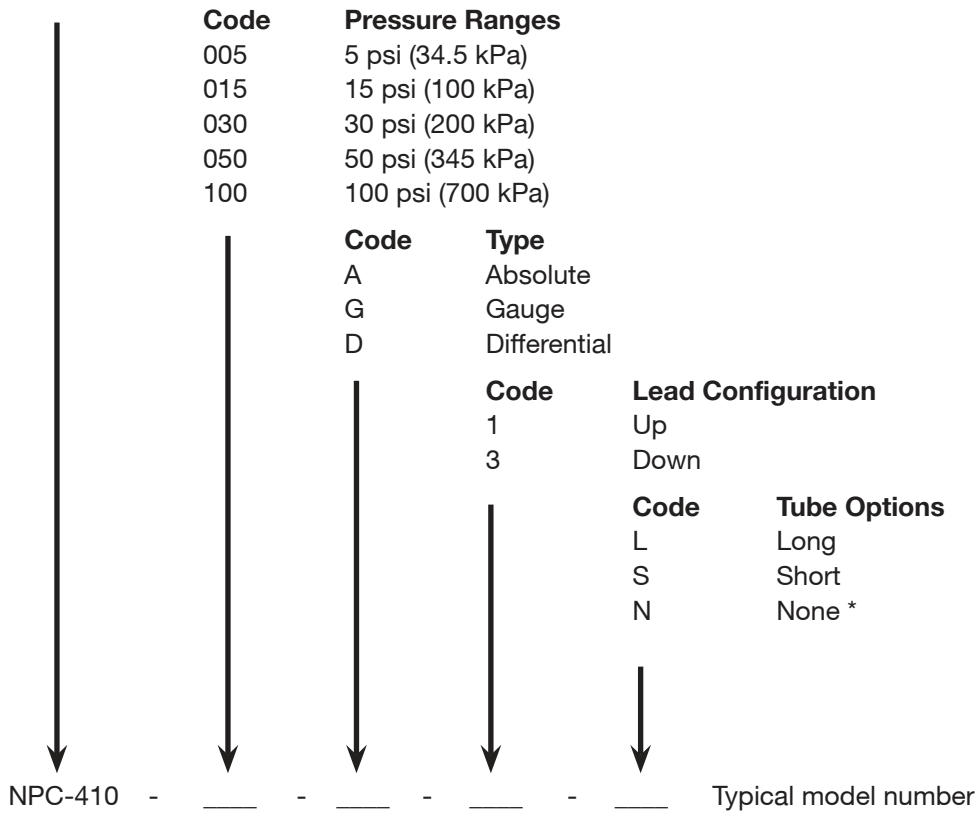 Code Pressure Ranges
005 5 psi (34.5 kPa)
015 15 psi (100 kPa)
030 30 psi (200 kPa)
050 50 psi (345 kPa)
100 100 psi (700 kPa)
Code Type
A Absolute
G Gauge
D Differential
Code Lead Configuration
1 Up
3 Down
Code Tube Options
L Long
S Short
N None *
NPC-410 - ____ - ____ - ____ - ____ Typical model number